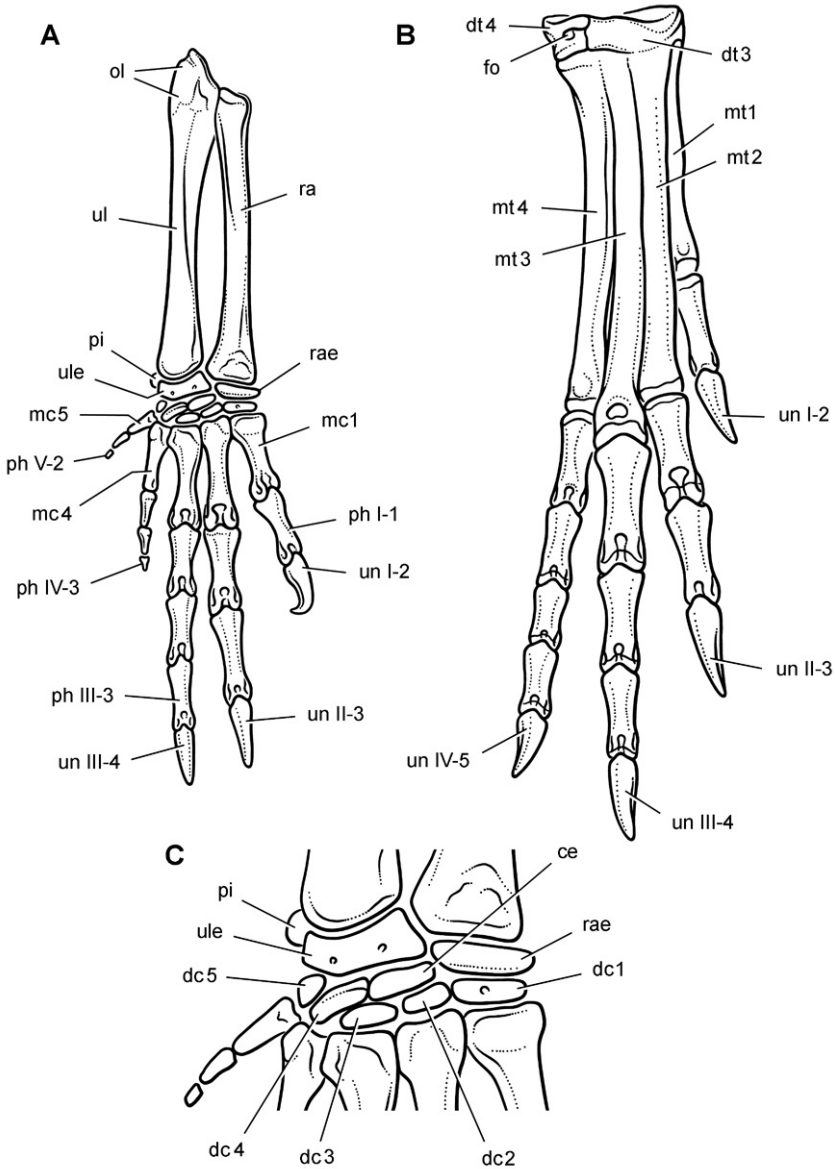 A
ol
ra
ul
pi
ule
rae
mc5
mc1
ph V-2
mc4
ph I-1
un I-2
ph IV-3
ph III-3
un II-3
un III-4
B
dt4
fo
dt3
mt1
mt2
mt4
mt3
un I-2
un II-3
un IV-5
un III-4
C
ce
pi
ule
rae
dc5
dc1
dc4
dc3
dc2